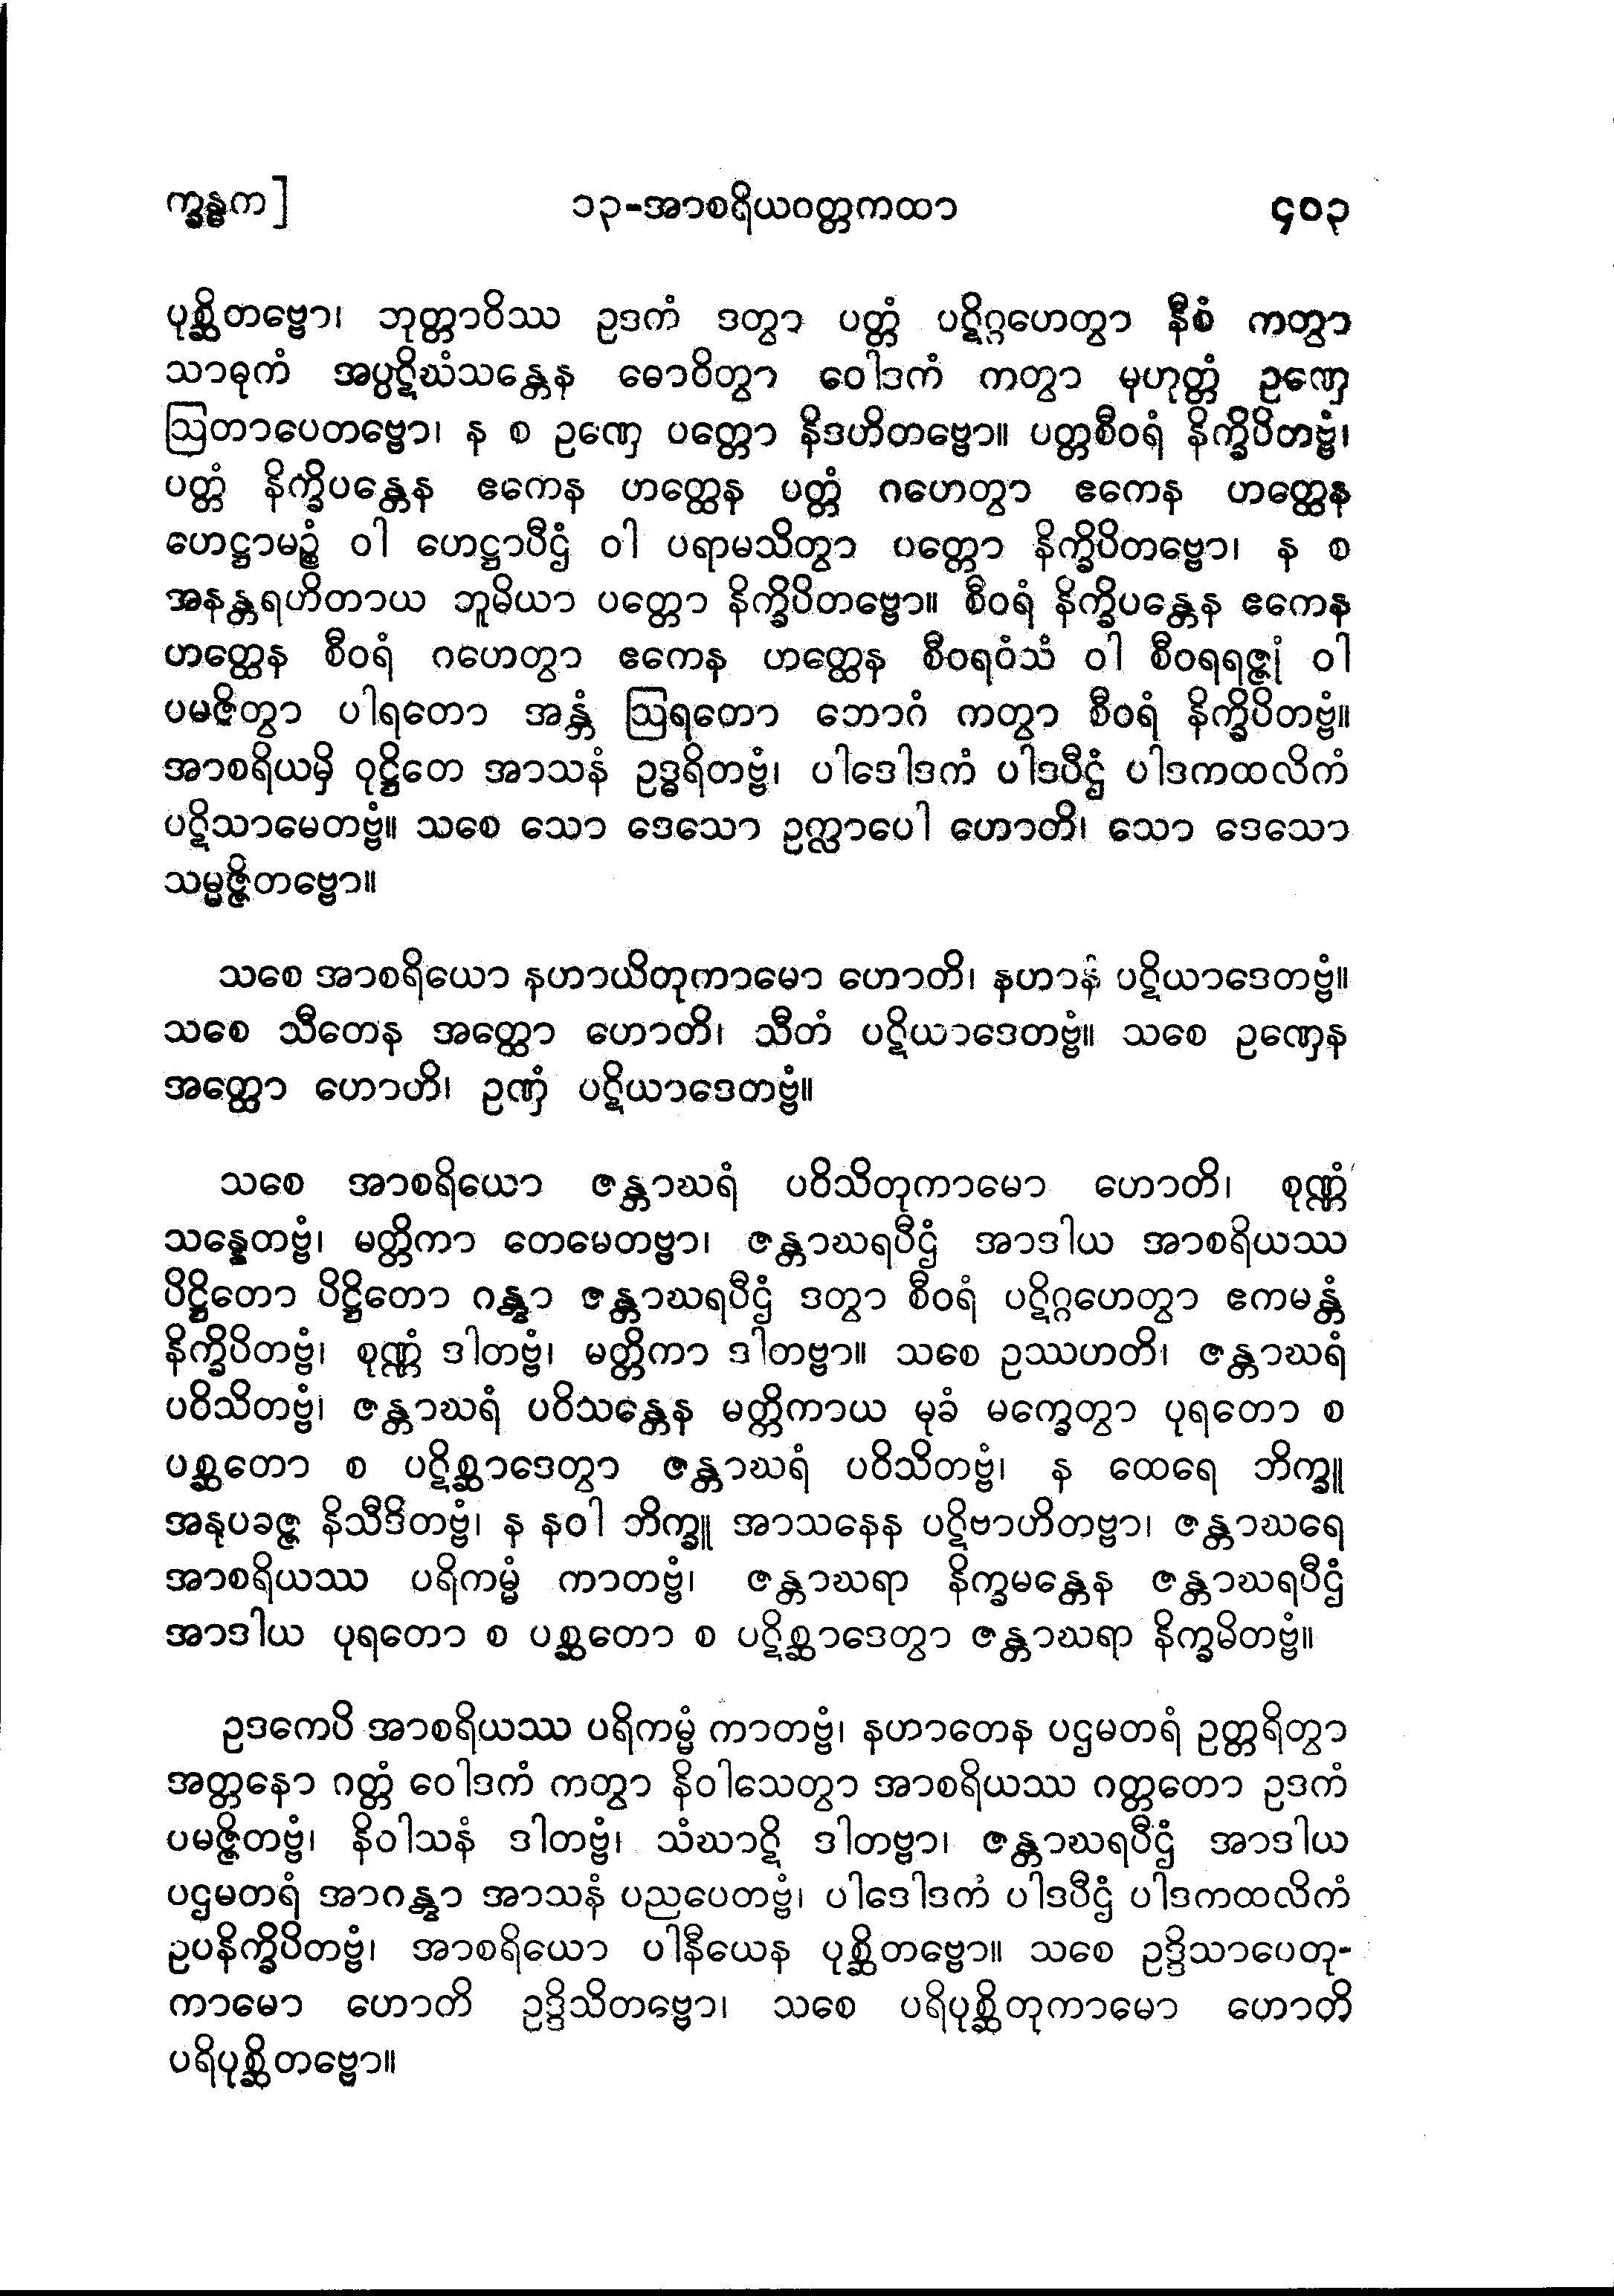 က္ခန္ဓက]
၁၃-အာစရိယဝတ္တကထာ
၄၀၃
ပုစ္ဆိတဗ္ဗော၊ ဘုတ္တာဝိဿ ဥဒကံ ဒတွာ ပတ္တံ ပဋိဂ္ဂဟေတွာ နီစံ ကတွာ
သာဓုကံ အပ္ပဋိဃံသန္တေန ဓောဝိတွာ ဝေါဒကံ ကတွာ မုဟုတ္တံ ဥဏှေ
ဩတာပေတဗ္ဗော၊ န စ ဥဏှေ ပတ္တော နိဒဟိတဗ္ဗော။ ပတ္တစီဝရံ နိက္ခိပိတဗ္ဗံ၊
ပတ္တံ နိက္ခိပန္တေန ဧကေန ဟတ္ထေန ပတ္တံ ဂဟေတွာ ဧကေန ဟတ္ထေန
ဟေဋ္ဌာမဉ္စံ ဝါ ဟေဋ္ဌာပီဌံ ဝါ ပရာမသိတွာ ပတ္တော နိက္ခိပိတဗ္ဗော၊ န စ
အနန္တရဟိတာယ ဘူမိယာ ပတ္တော နိက္ခိပိတဗ္ဗော။ စီဝရံ နိက္ခိပန္တေန ဧကေန
ဟတ္ထေန စီဝရံ ဂဟေတွာ ဧကေန ဟတ္ထေန စီဝရဝံသံ ဝါ စီဝရရဇ္ဇုံ ဝါ
ပမဇ္ဇိတွာ ပါရတော အန္တံ ဩရတော ဘောဂံ ကတွာ စီဝရံ နိက္ခိပိတဗ္ဗံ။
အာစရိယမှိ ဝုဋ္ဌိတေ အာသနံ ဥဒ္ဓရိတဗ္ဗံ၊ ပါဒေါဒကံ ပါဒပီဌံ ပါဒကထလိကံ
ပဋိသာမေတဗ္ဗံ။ သစေ သော ဒေသော ဥက္လာပေါ ဟောတိ၊ သော ဒေသော
သမ္မဇ္ဇိတဗ္ဗော။
သစေ အာစရိယော နဟာယိတုကာမော ဟောတိ၊ နဟာနံ ပဋိယာဒေတဗ္ဗံ။
သစေ သီတေန အတ္ထော ဟောတိ၊ သီတံ ပဋိယာဒေတဗ္ဗံ။ သစေ ဥဏှေန
အတ္ထော ဟောဟိ၊ ဥဏှံ ပဋိယာဒေတဗ္ဗံ။
သစေ အာစရိယော ဇန္တာဃရံ ပဝိသိတုကာမော ဟောတိ၊ စုဏ္ဏံ
သန္နေတဗ္ဗံ၊ မတ္တိကာ တေမေတဗ္ဗာ၊ ဇန္တာဃရပီဌံ အာဒါယ အာစရိယဿ
ပိဋ္ဌိတော ပိဋ္ဌိတော ဂန္တွာ ဇန္တာဃရပီဌံ ဒတွာ စီဝရံ ပဋိဂ္ဂဟေတွာ ဧကမန္တံ
နိက္ခိပိတဗ္ဗံ၊ စုဏ္ဏံ ဒါတဗ္ဗံ၊ မတ္တိကာ ဒါတဗ္ဗာ။ သစေ ဥဿဟတိ၊ ဇန္တာဃရံ
ပဝိသိတဗ္ဗံ၊ ဇန္တာဃရံ ပဝိသန္တေန မတ္တိကာယ မုခံ မက္ခေတွာ ပုရတော စ
ပစ္ဆတော စ ပဋိစ္ဆာဒေတွာ ဇန္တာဃရံ ပဝိသိတဗ္ဗံ၊ န ထေရေ ဘိက္ခူ
အနုပခဇ္ဇ နိသီဒိတဗ္ဗံ၊ န နဝါ ဘိက္ခူ အာသနေန ပဋိဗာဟိတဗ္ဗာ၊ ဇန္တာဃရေ
အာစရိယဿ ပရိကမ္မံ ကာတဗ္ဗံ၊ ဇန္တာဃရာ နိက္ခမန္တေန ဇန္တာဃရပီဌံ
အာဒါယ ပုရတော စ ပစ္ဆတော စ ပဋိစ္ဆာဒေတွာ ဇန္တာဃရာ နိက္ခမိတဗ္ဗံ။
ဥဒကေပိ အာစရိယဿ ပရိကမ္မံ ကာတဗ္ဗံ၊ နဟာတေန ပဌမတရံ ဥတ္တရိတွာ
အတ္တနော ဂတ္တံ ဝေါဒကံ ကတွာ နိဝါသေတွာ အာစရိယဿ ဂတ္တတော ဥဒကံ
ပမဇ္ဇိတဗ္ဗံ၊ နိဝါသနံ ဒါတဗ္ဗံ၊ သံဃာဋိ ဒါတဗ္ဗာ၊ ဇန္တာဃရပီဌံ အာဒါယ
ပဌမတရံ အာဂန္တွာ အာသနံ ပညပေတဗ္ဗံ၊ ပါဒေါဒကံ ပါဒပီဌံ ပါဒကထလိကံ
ဥပနိက္ခိပိတဗ္ဗံ၊ အာစရိယော ပါနီယေန ပုစ္ဆိတဗ္ဗော။ သစေ ဥဒ္ဒိသာပေတု-
ကာမော ဟောတိ ဥဒ္ဒိသိတဗ္ဗော၊ သစေ ပရိပုစ္ဆိတုကာမော ဟောတိ
ပရိပုစ္ဆိတဗ္ဗော။